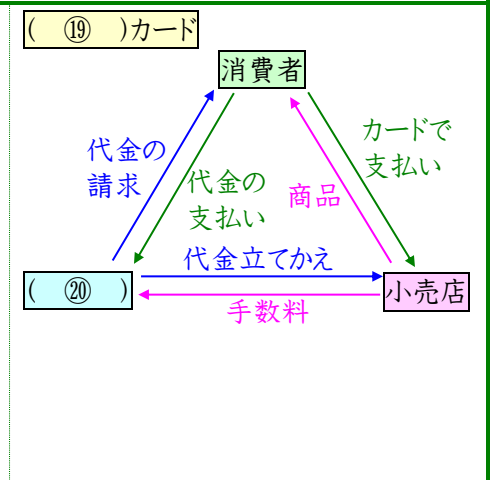 ( ⑲ )カード
消費者
カードで
支払い
代金の
請求
代金の
支払い
商品
代金立てかえ
( ⑳ )
小売店
手数料